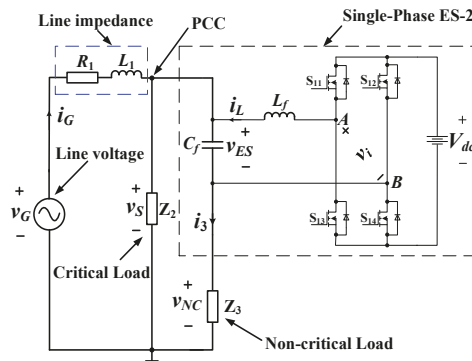 Line impedance
PCC
Single-Phase ES-2
R1
L1
S11
S12
iG
iL
Lf
A
+
Vdc
−
Cf
+
vES
−
vi
Line voltage
+
vG
−
+
vS
−
Z2
B
i3
S13
S14
Critical Load
+
vNC
−
Z3
Non-critical Load